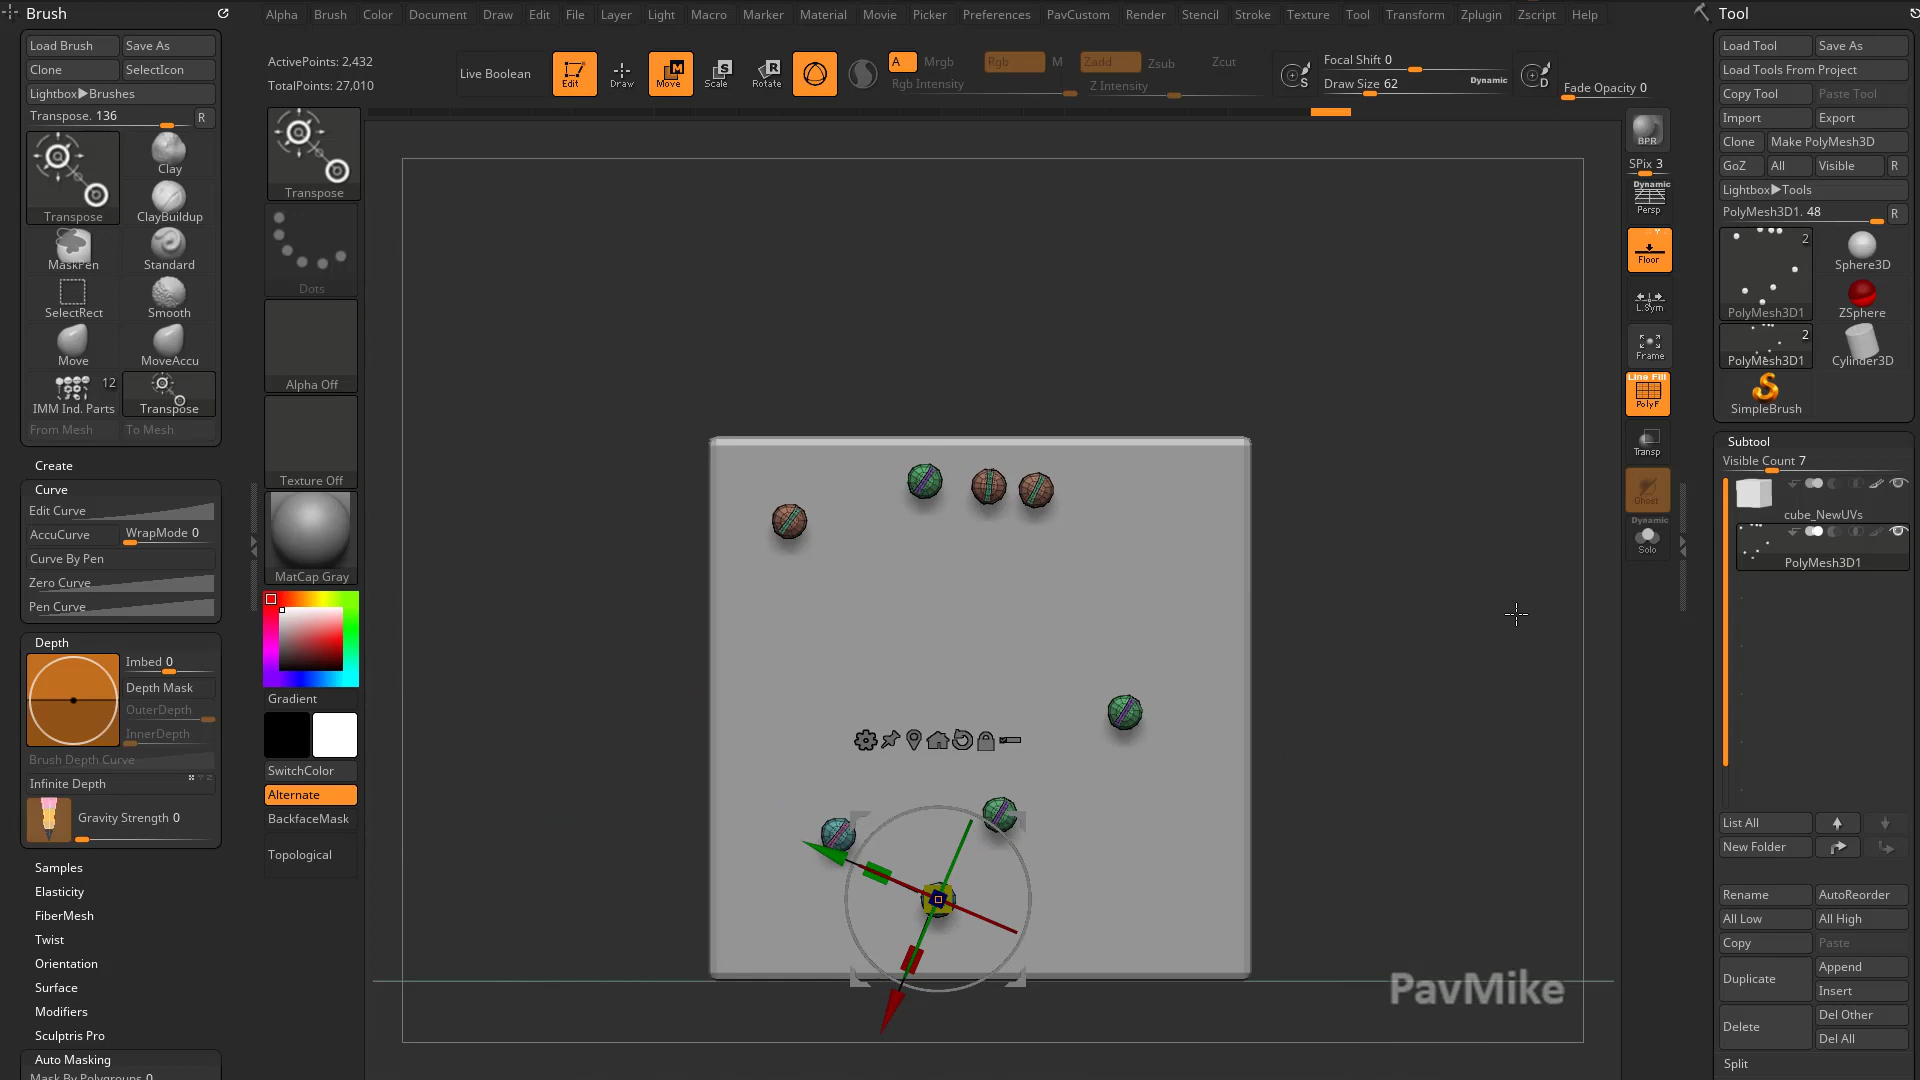 Brush
Alpha Brush Color Document Draw Edit File Layer Light Macro Marker Material Movie Picker Preferences PavCustom Render Stencil Stroke Texture Tool Transform Zplugin Zscript Help
Tool
Load Brush Save As
Clone SelectIcon
Lightbox▶Brushes
Transpose. 136 R
Transpose
Clay
ClayBuildup
MaskPen
Standard
SelectRect
Smooth
Move
MoveAccu
12
IMM Ind. Parts
Transpose
From Mesh To Mesh
Create
Curve
Edit Curve
AccuCurve WrapMode 0
Curve By Pen
Zero Curve
Pen Curve
Depth
Imbed 0
Depth Mask
OuterDepth
InnerDepth
Brush Depth Curve
Infinite Depth
Gravity Strength 0
Samples
Elasticity
FiberMesh
Twist
Orientation
Surface
Modifiers
Sculptris Pro
Auto Masking
Mask By Polygroups 0
ActivePoints: 2,432
TotalPoints: 27,010
Live Boolean
Edit
Draw
Move
Scale
Rotate
A Mrgb Rgb M
Rgb Intensity
Zadd Zsub Zcut
Z Intensity
S
Focal Shift 0
Draw Size 62 Dynamic
D
Fade Opacity 0
Transpose
Dots
Alpha Off
Texture Off
MatCap Gray
Gradient
SwitchColor
Alternate
BackfaceMask
Topological
PavMike
BPR
SPix 3
Dynamic
Persp
Floor
L.Sym
Frame
Line Fill
PolyF
Transp
Ghost
Dynamic
Solo
Load Tool Save As
Load Tools From Project
Copy Tool Paste Tool
Import Export
Clone Make PolyMesh3D
GoZ All Visible R
Lightbox▶Tools
PolyMesh3D1. 48 R
2
PolyMesh3D1
Sphere3D
ZSphere
2
PolyMesh3D1
Cylinder3D
SimpleBrush
Subtool
Visible Count 7
cube_NewUVs
PolyMesh3D1
List All
New Folder
Rename AutoReorder
All Low All High
Copy Paste
Duplicate Append
Insert
Delete Del Other
Del All
Split